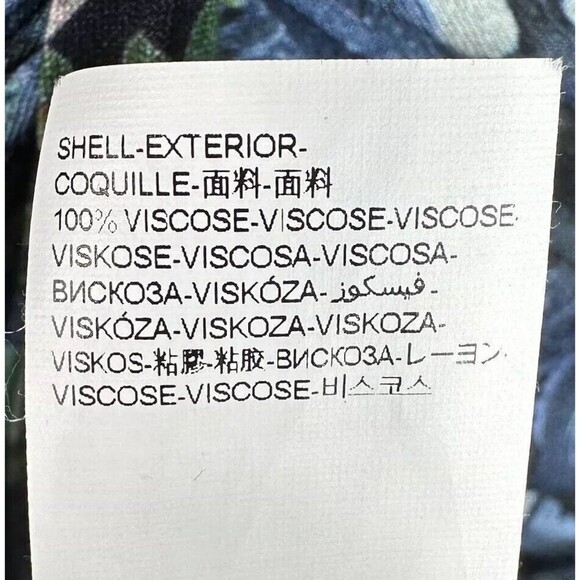 SHELL-EXTERIOR-
COQUILLE-面料-面料
100% VISCOSE-VISCOSE-VISCOSE-
VISKOSE-VISCOSA-VISCOSA-
ВИСКОЗА-VISKÓZA-فيسكوز-
VISKÓZA-VISKOZA-VISKOZA-
VISKOS-粘膠-粘胶-ВИСКОЗА-レーヨン-
VISCOSE-VISCOSE-비스코스